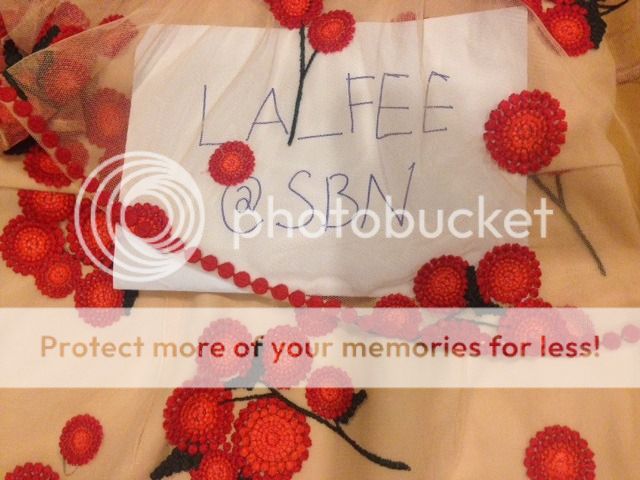 LALFEE
@SBN
photobucket
Protect more of your memories for less!